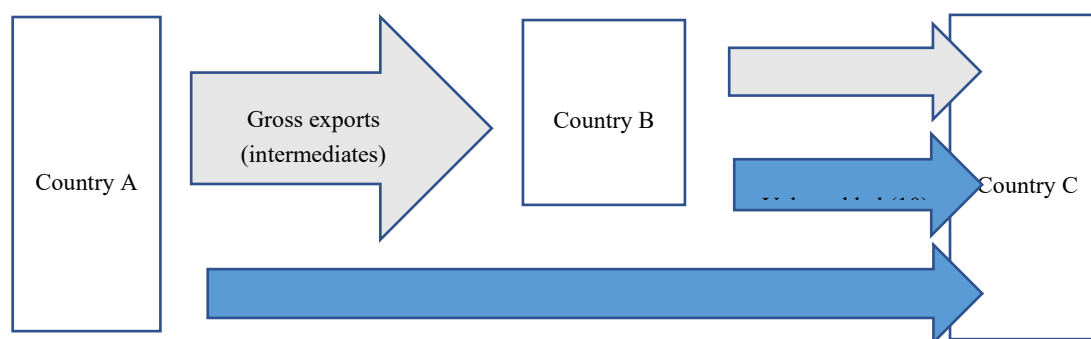 Gross exports
(intermediates)
Country A
Country B
Country C